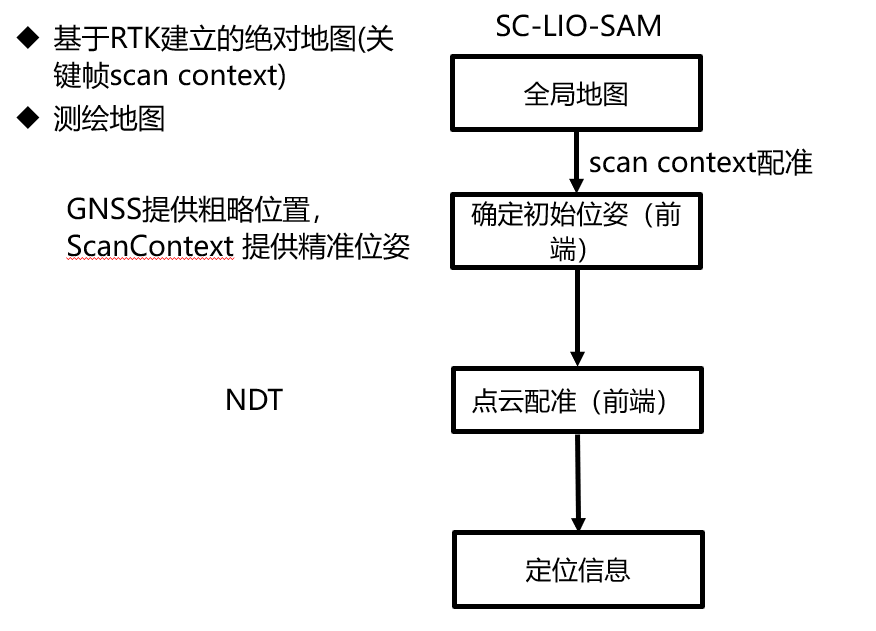 SC-LIO-SAM
◆ 基于RTK建立的绝对地图(关
键帧scan context)
◆ 测绘地图
全局地图
scan context配准
GNSS提供粗略位置，
ScanContext 提供精准位姿
确定初始位姿（前
端）
NDT
点云配准（前端）
定位信息